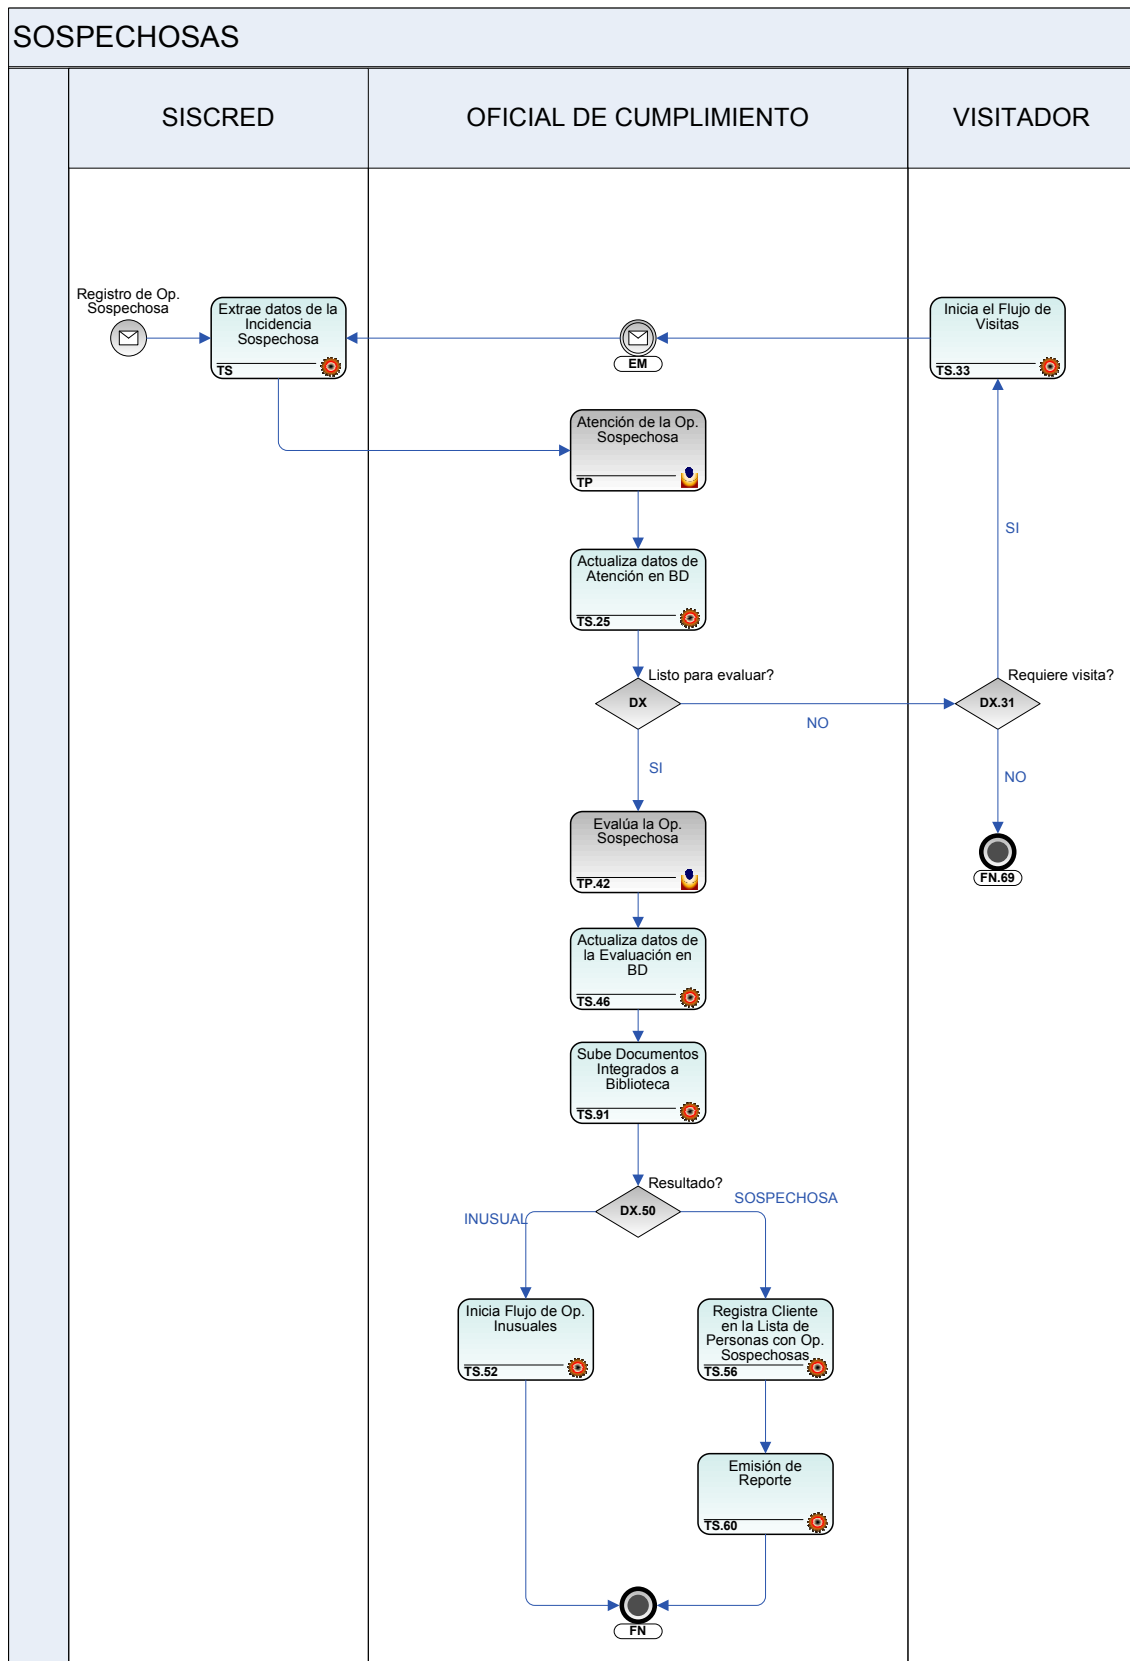 SOSPECHOSAS
SISCRED
OFICIAL DE CUMPLIMIENTO
VISITADOR
Registro de Op.
Sospechosa
Extrae datos de la
Incidencia
Sospechosa
TS
EM
Inicia el Flujo de
Visitas
TS.33
Atención de la Op.
Sospechosa
TP
SI
Actualiza datos de
Atención en BD
TS.25
Listo para evaluar?
DX
NO
Requiere visita?
DX.31
SI
NO
Evalúa la Op.
Sospechosa
TP.42
FN.69
Actualiza datos de
la Evaluación en
BD
TS.46
Sube Documentos
Integrados a
Biblioteca
TS.91
Resultado?
DX.50
INUSUAL
SOSPECHOSA
Inicia Flujo de Op.
Inusuales
TS.52
Registra Cliente
en la Lista de
Personas con Op.
Sospechosas
TS.56
Emisión de
Reporte
TS.60
FN